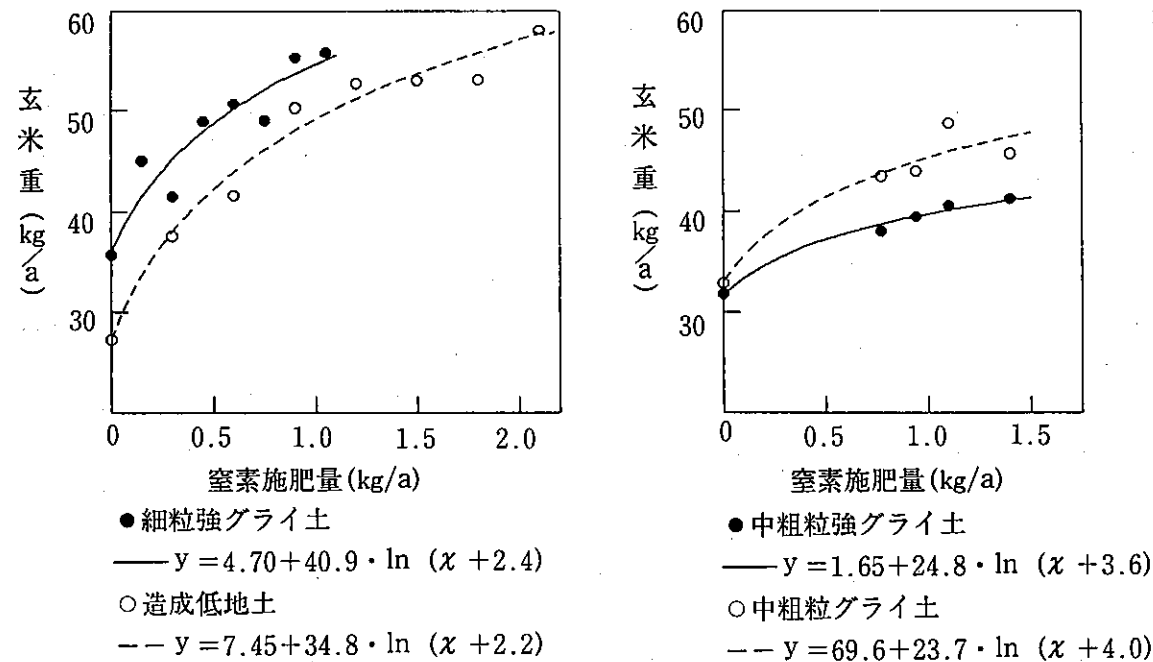 60
50
40
30
玄米重(kg/a)
0 0.5 1.0 1.5 2.0
窒素施肥量(kg/a)
●細粒強グライ土
—y=4.70+40.9・ln (χ+2.4)
○造成低地土
-- y=7.45+34.8・ln (χ+2.2)
60
50
40
30
玄米重(kg/a)
0 0.5 1.0 1.5
窒素施肥量(kg/a)
●中粗粒強グライ土
—y=1.65+24.8・ln (χ+3.6)
○中粗粒グライ土
-- y=69.6+23.7・ln (χ+4.0)